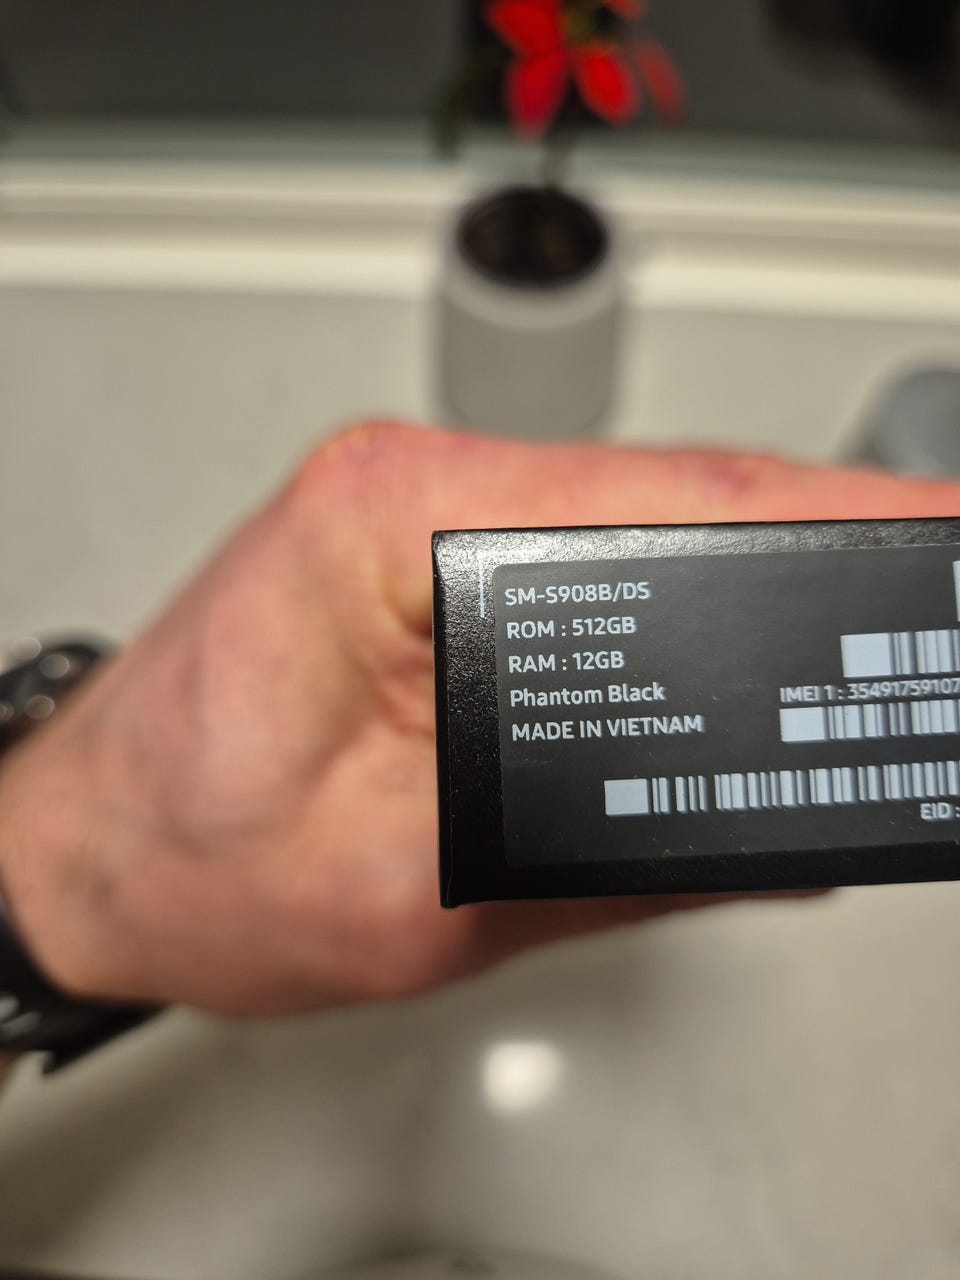 SM-S908B/DS
ROM : 512GB
RAM : 12GB
Phantom Black
IMEI 1 : 35491759107
MADE IN VIETNAM
EID :